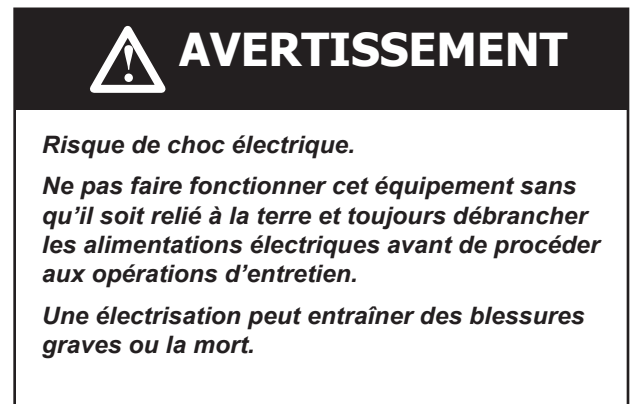 AVERTISSEMENT
Risque de choc électrique.
Ne pas faire fonctionner cet équipement sans
qu’il soit relié à la terre et toujours débrancher
les alimentations électriques avant de procéder
aux opérations d’entretien.
Une électrisation peut entraîner des blessures
graves ou la mort.